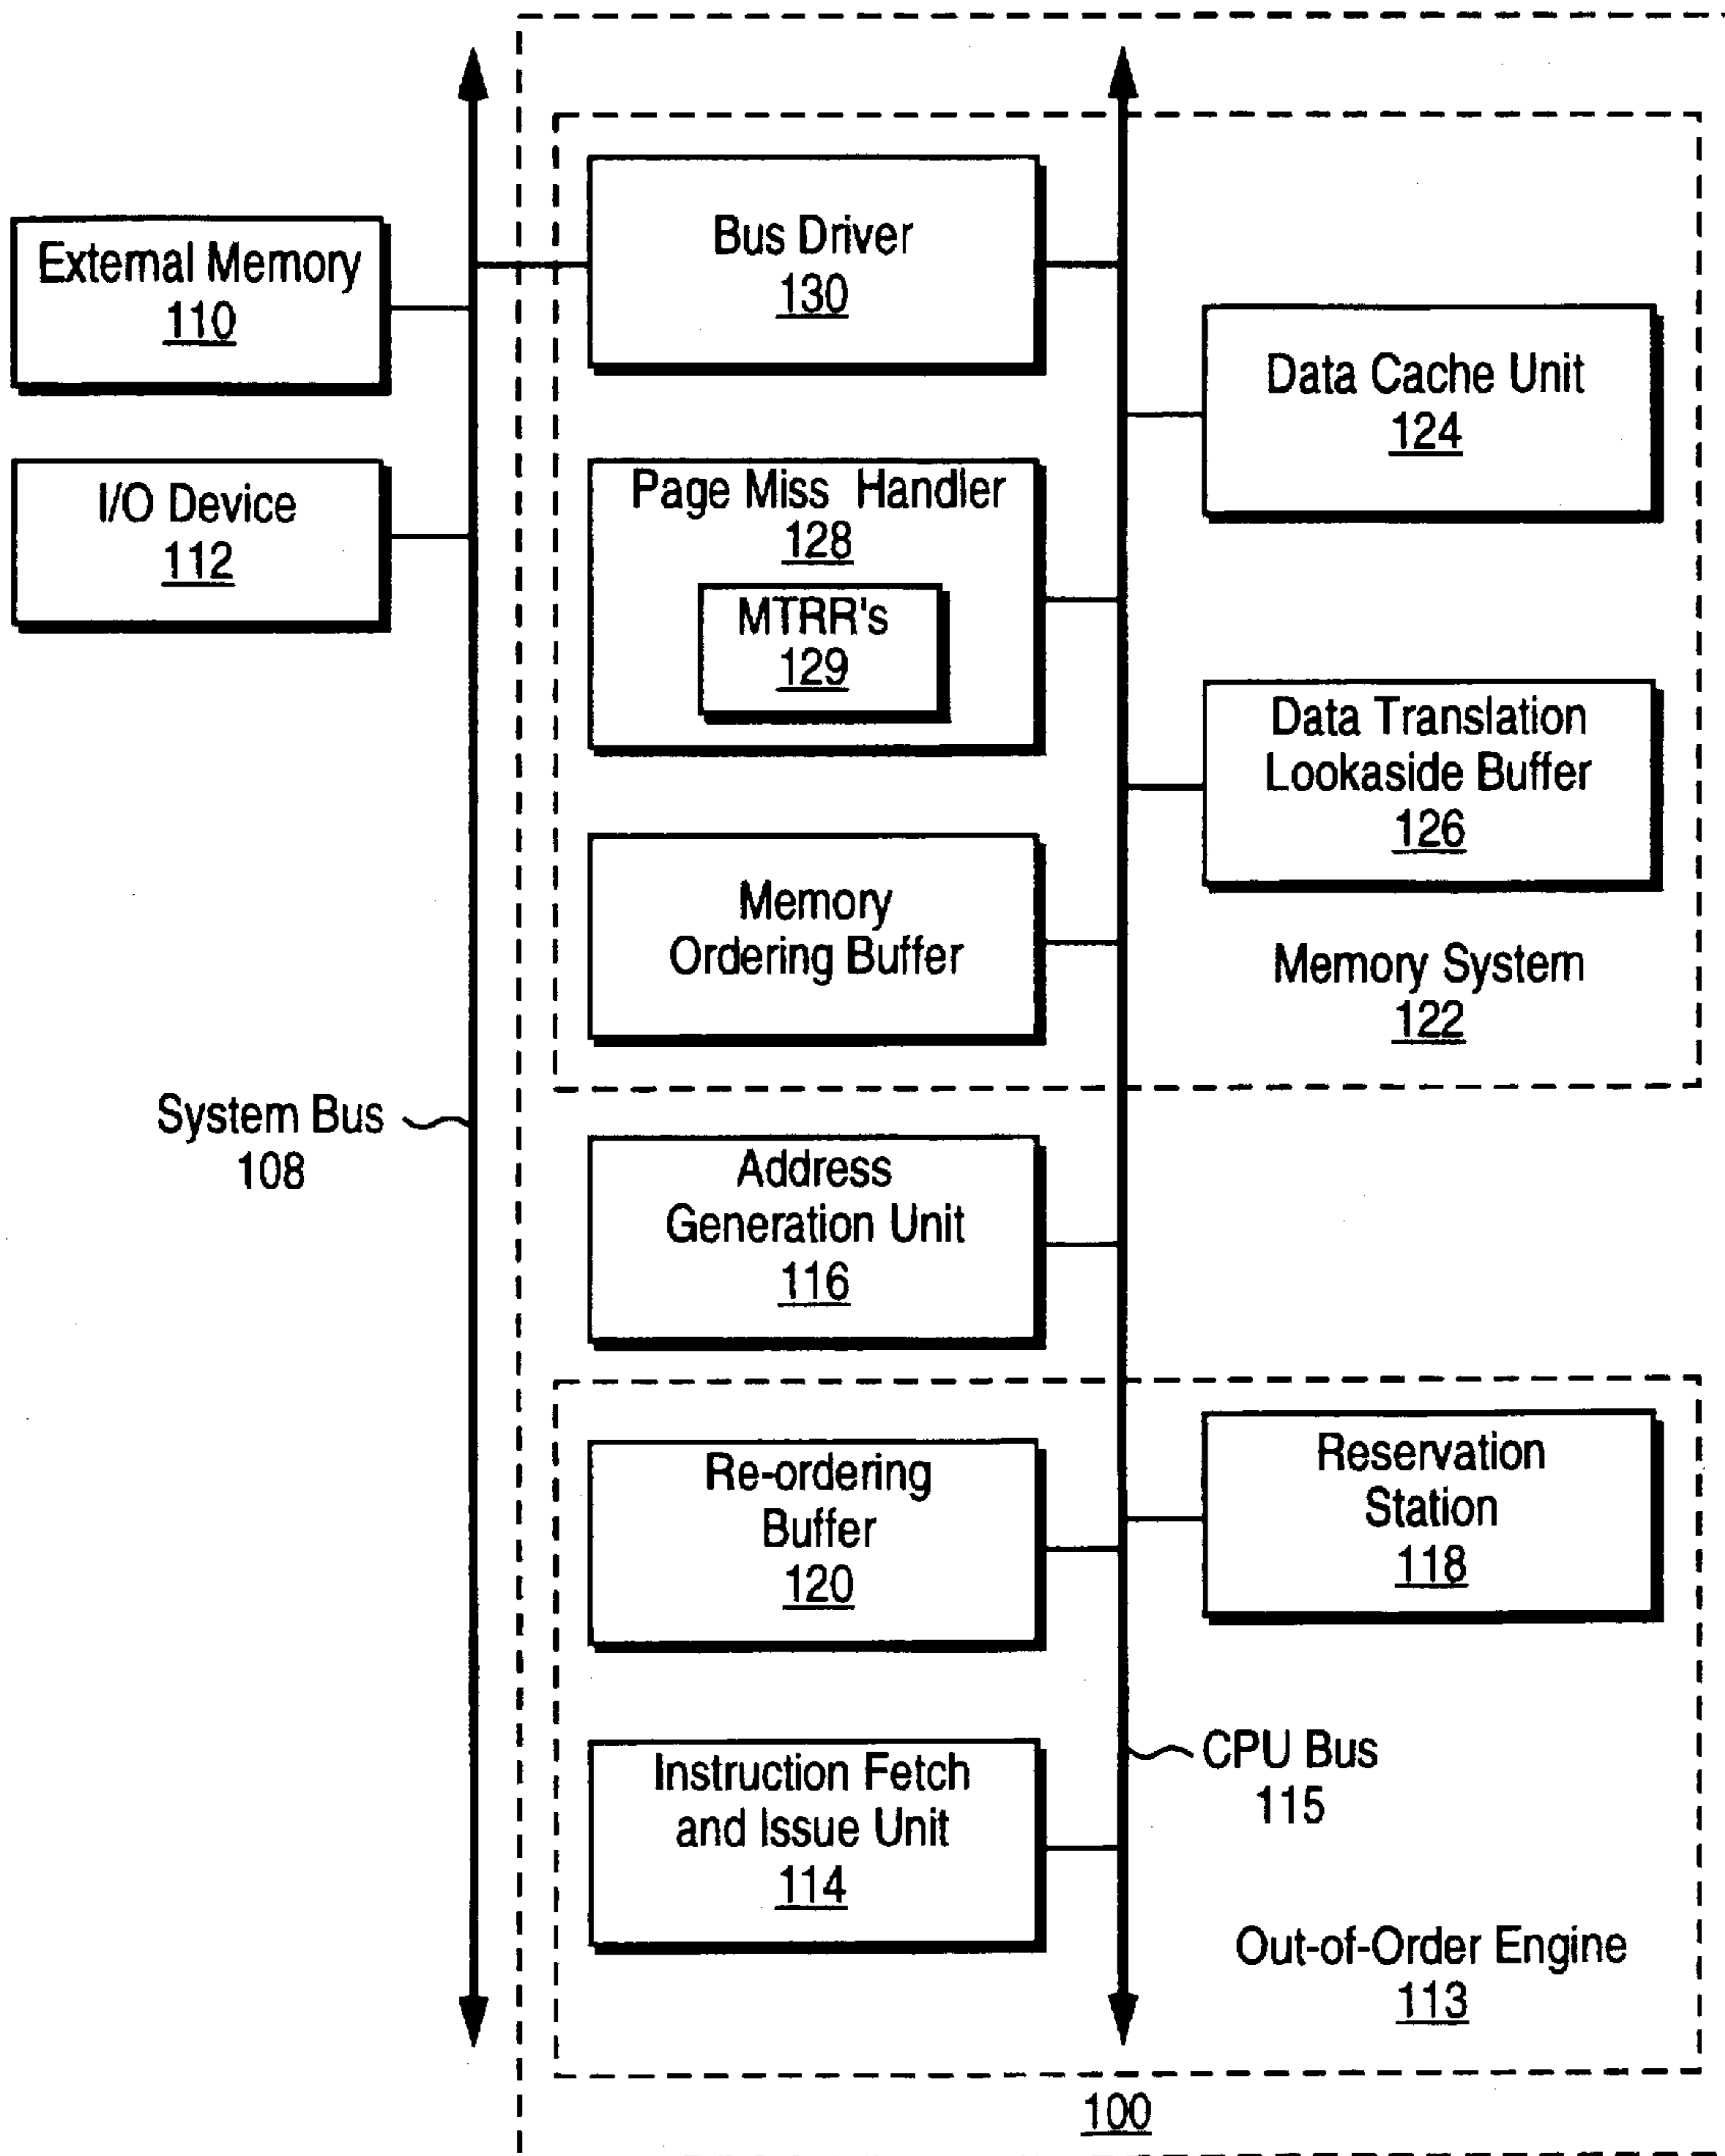 External Memory
110
I/O Device
112
System Bus
108
Bus Driver
130
Page Miss Handler
128
MTRR's
129
Memory
Ordering Buffer
Data Cache Unit
124
Data Translation
Lookaside Buffer
126
Memory System
122
Address
Generation Unit
116
Re-ordering
Buffer
120
Reservation
Station
118
Instruction Fetch
and Issue Unit
114
CPU Bus
115
Out-of-Order Engine
113
100